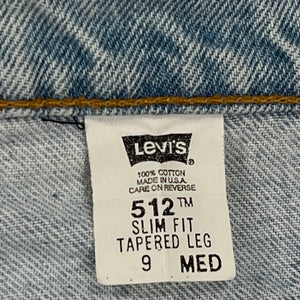 Levi's®
100% COTTON
MADE IN U.S.A.
CARE ON REVERSE
512™
SLIM FIT
TAPERED LEG
9 MED